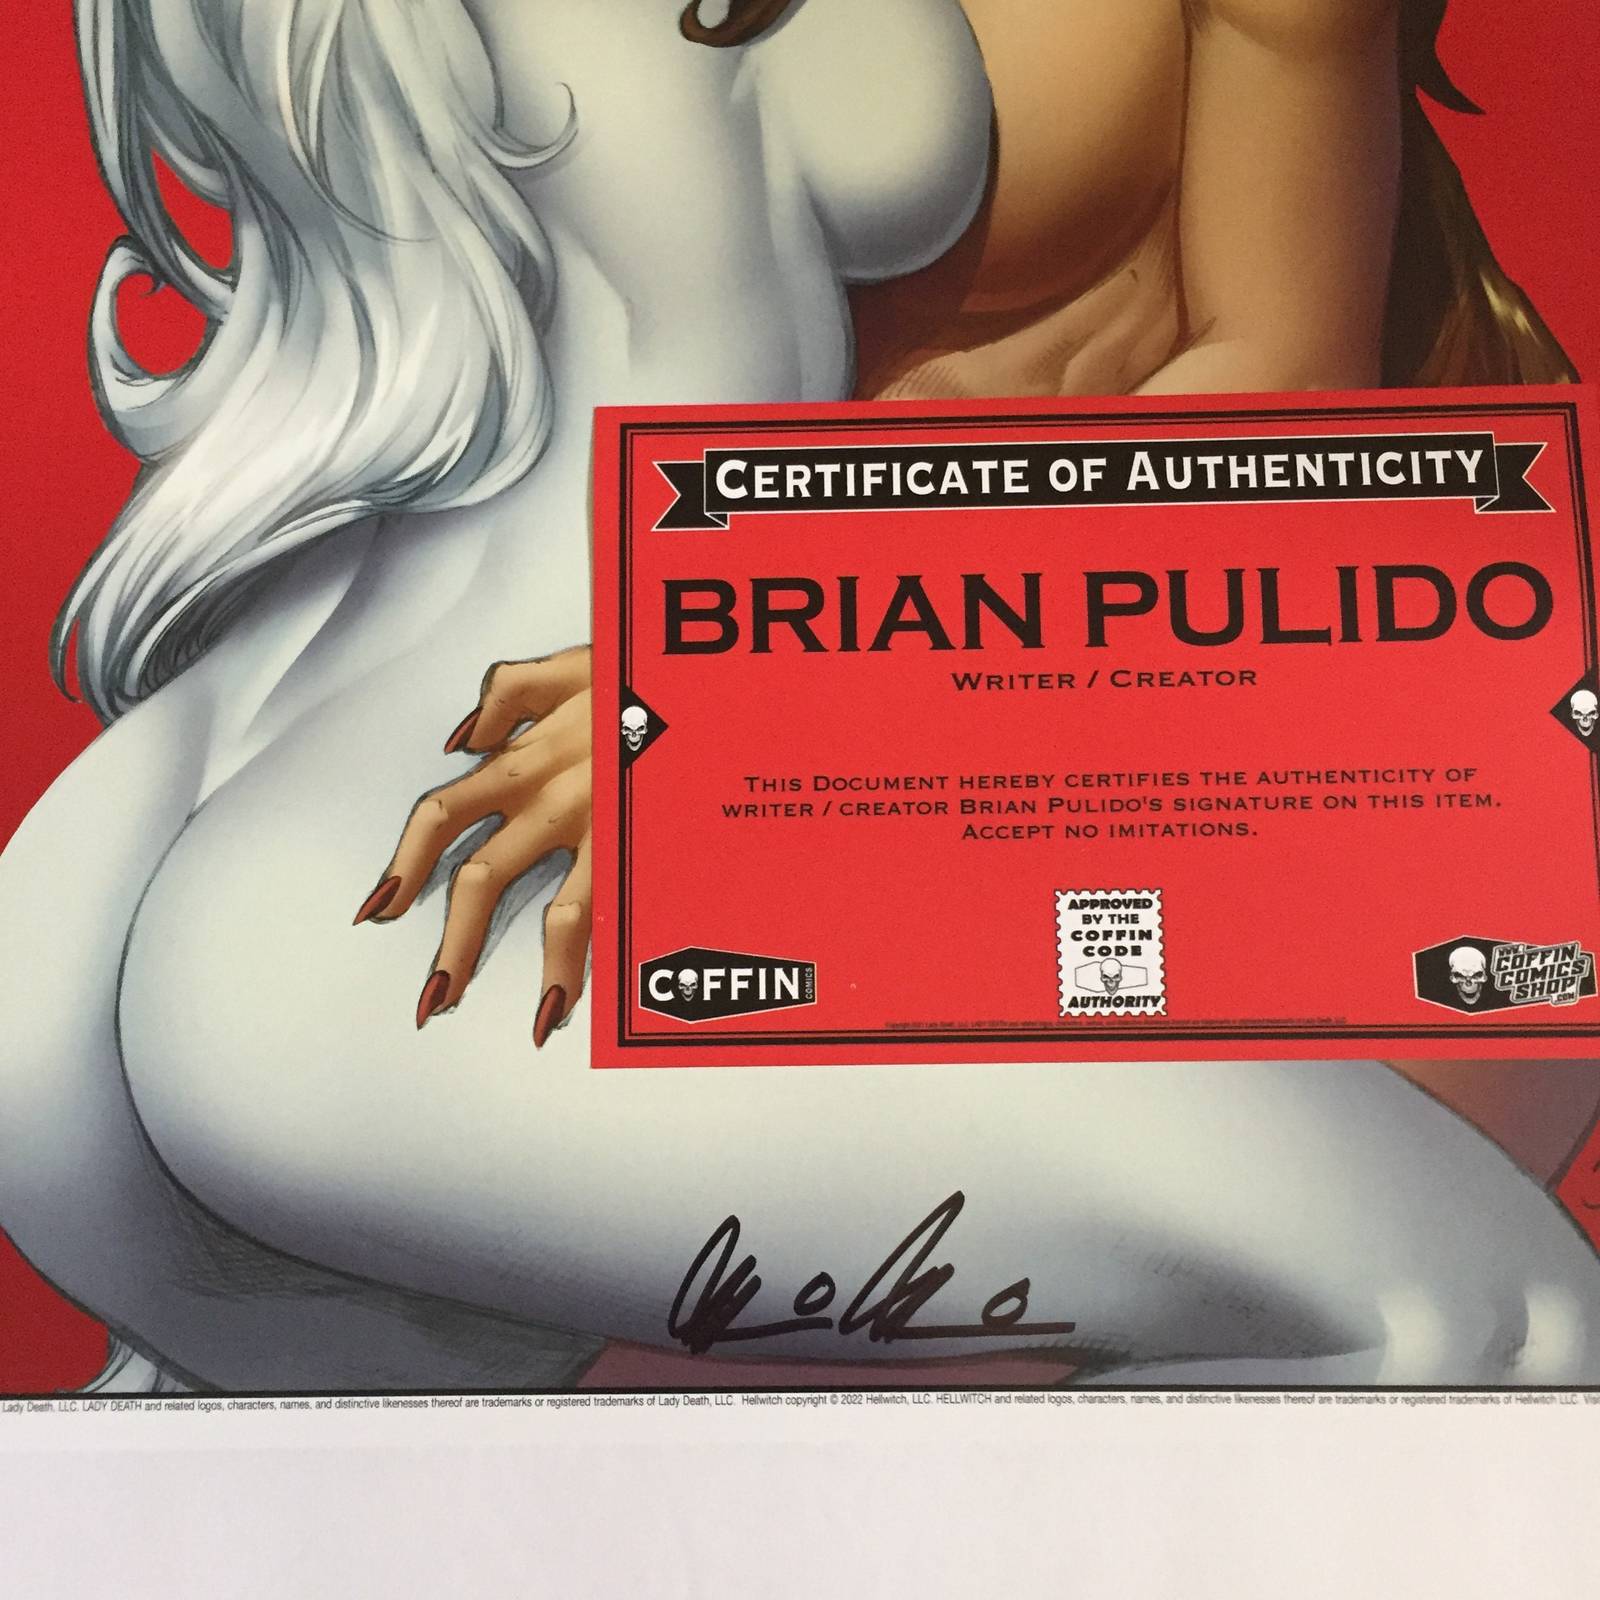 CERTIFICATE OF AUTHENTICITY
BRIAN PULIDO
WRITER / CREATOR
THIS DOCUMENT HEREBY CERTIFIES THE AUTHENTICITY OF
WRITER / CREATOR BRIAN PULIDO'S SIGNATURE ON THIS ITEM.
ACCEPT NO IMITATIONS.
APPROVED
BY THE
COFFIN
CODE
AUTHORITY
COFFIN
COMICS
COFFIN
COMICS
SHOP
.COM
Lady Death, LLC. LADY DEATH and related logos, characters, names, and distinctive likenesses thereof are trademarks or registered trademarks of Lady Death, LLC. Hellwitch copyright © 2022 Hellwitch, LLC. HELLWITCH and related logos, characters, names, and distinctive likenesses thereof are trademarks or registered trademarks of Hellwitch LLC.